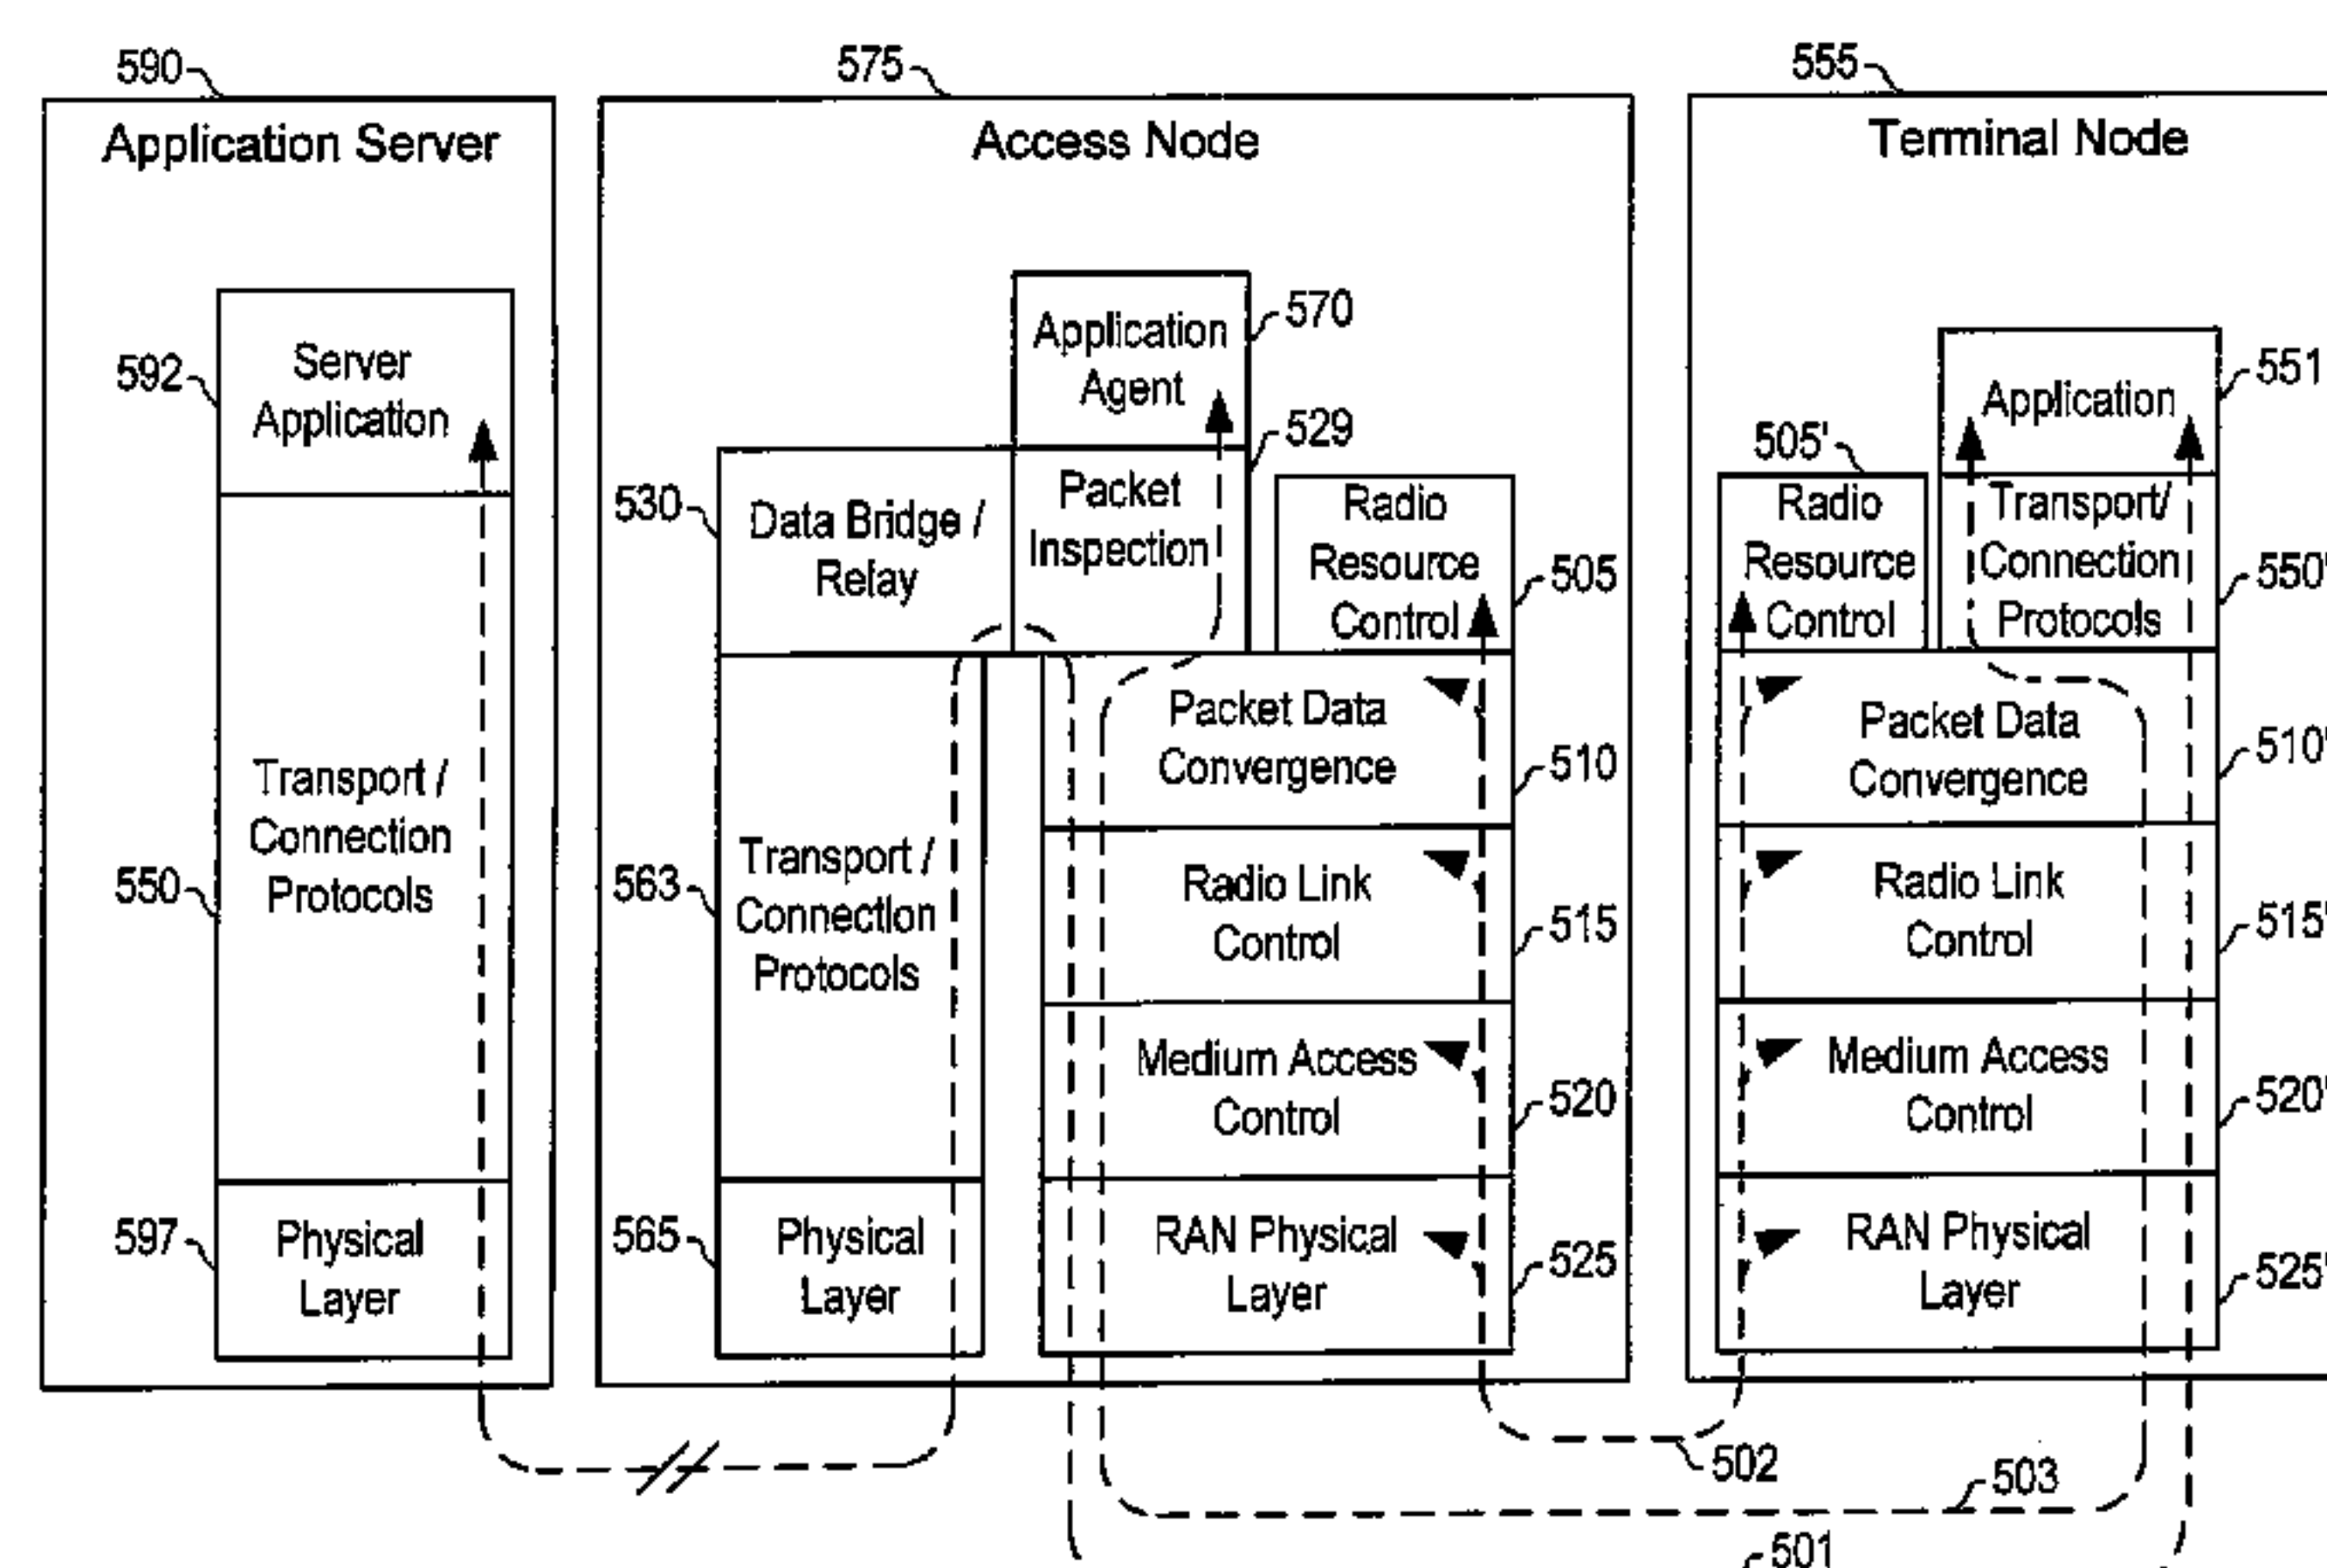 590
Application Server
592
Server
Application
Transport /
Connection
Protocols
550
597
Physical
Layer
575
Access Node
570
Application
Agent
529
530
Data Bridge /
Relay
Packet
Inspection
Radio
Resource
Control
505
563
Transport /
Connection
Protocols
565
Physical
Layer
Packet Data
Convergence
510
Radio Link
Control
515
Medium Access
Control
520
RAN Physical
Layer
525
555
Terminal Node
551
Application
505'
Radio
Resource
Control
Transport/
Connection
Protocols
550'
Packet Data
Convergence
510'
Radio Link
Control
515'
Medium Access
Control
520'
RAN Physical
Layer
525'
502
503
501